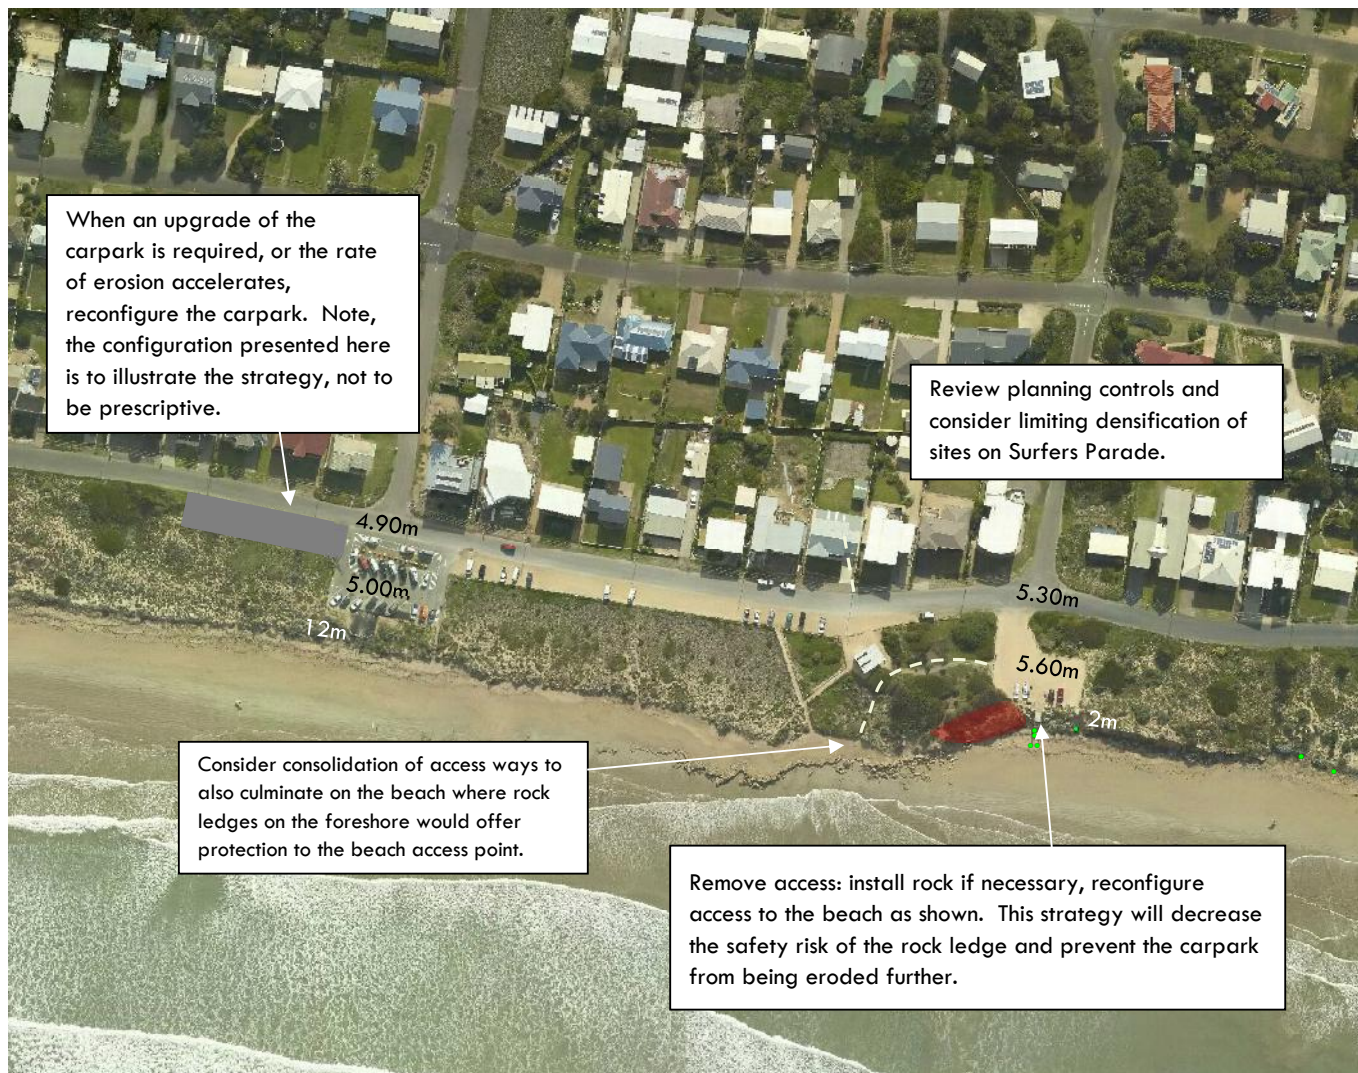 When an upgrade of the
carpark is required, or the rate
of erosion accelerates,
reconfigure the carpark.  Note,
the configuration presented here
is to illustrate the strategy, not to
be prescriptive.
Review planning controls and
consider limiting densification of
sites on Surfers Parade.
4.90m
5.00m
12m
5.30m
5.60m
2m
Consider consolidation of access ways to
also culminate on the beach where rock
ledges on the foreshore would offer
protection to the beach access point.
Remove access: install rock if necessary, reconfigure
access to the beach as shown.  This strategy will decrease
the safety risk of the rock ledge and prevent the carpark
from being eroded further.